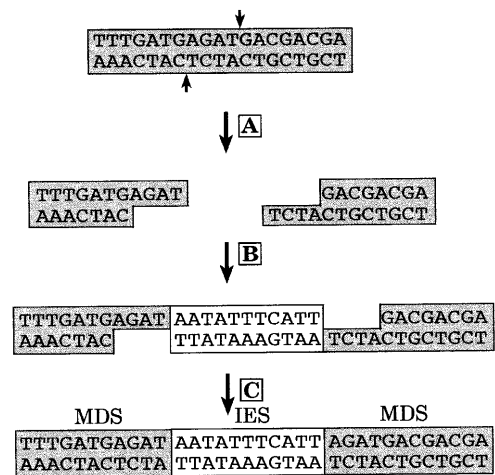 TTTGATGAGATGACGACGA
AAACTACTCTACTGCTGCT
A
TTTGATGAGAT GACGACGA
AAACTAC TCTACTGCTGCT
B
TTTGATGAGAT AATATTTCATT GACGACGA
AAACTAC TTATAAAGTAA TCTACTGCTGCT
C
MDS IES MDS
TTTGATGAGAT AATATTTCATT AGATGACGACGA
AAACTACTCTA TTATAAAGTAA TCTACTGCTGCT